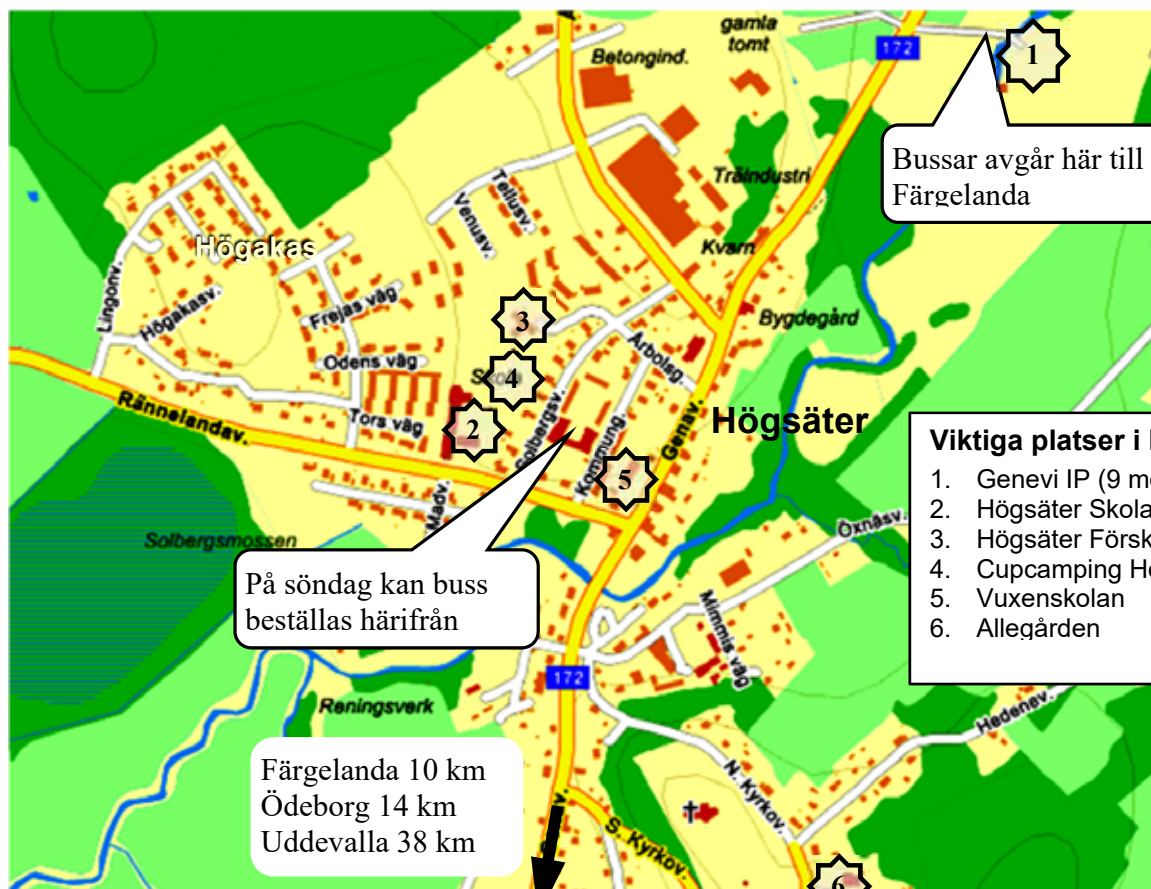 gamla
tomt
Betongind.
172
1
Bussar avgår här till
Färgelanda
Träindustri
Tellusv.
Venusv.
Kvarn
Högakas
Lingonv.
Högakasv.
Frejas väg
Odens väg
Tors väg
3
4
2
5
Bygdegård
Arbolsg.
Solbergsv.
Kommung.
Genav.
Högsäter
Rännelandav.
Madv.
Solbergsmossen
På söndag kan buss
beställas härifrån
Viktiga platser i
1. Genevi IP (9
2. Högsäter Skola
3. Högsäter
4. Cupcamping
5. Vuxenskolan
6. Allegården
Öxnäsv.
Mimmis väg
172
Reningsverk
Hedenev.
N. Kyrkov.
S. Kyrkov.
Färgelanda 10 km
Ödeborg 14 km
Uddevalla 38 km
6